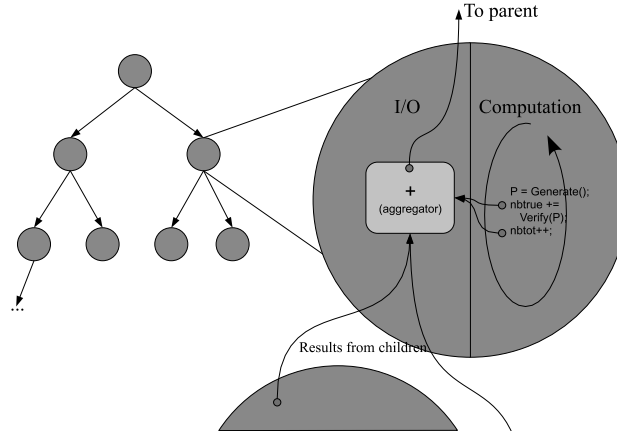 To parent
I/O
Computation
+
(aggregator)
P = Generate();
nbtrue +=
Verify(P);
nbtot++;
...
Results from children